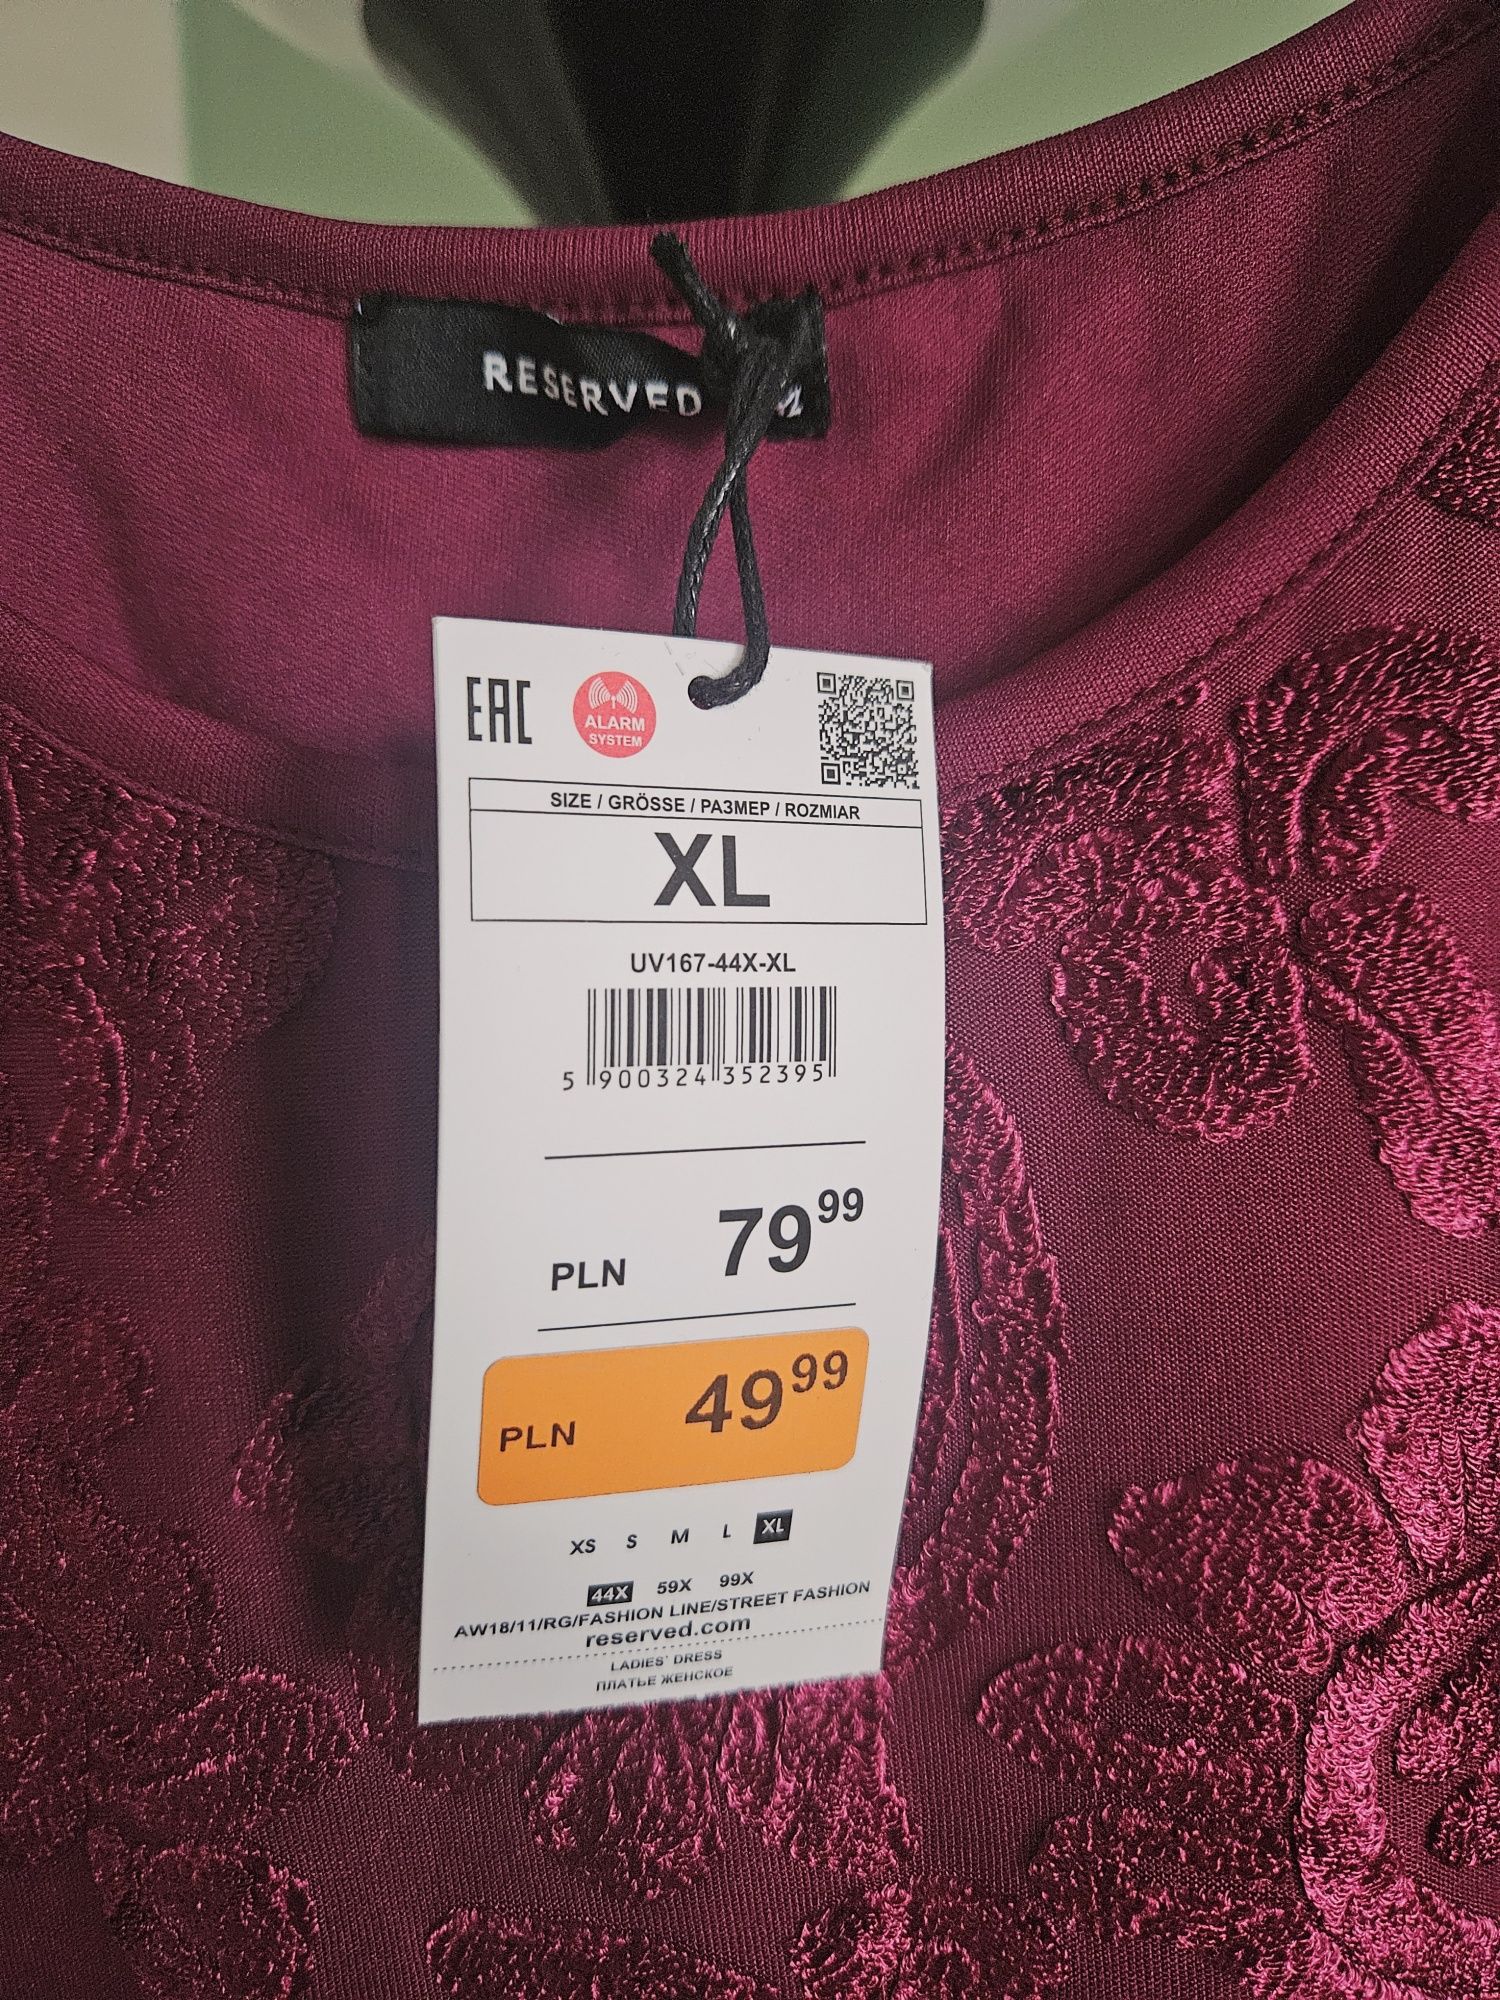 RESERVED
EAC
ALARM
SYSTEM
SIZE / GRÖSSE / РАЗМЕР / ROZMIAR
XL
UV167-44X-XL
5 900324 352395
PLN 79 99
PLN 49 99
XS S M L XL
44X 59X 99X
AW18/11/RG/FASHION LINE/STREET FASHION
reserved.com
LADIES' DRESS
ПЛАТЬЕ ЖЕНСКОЕ